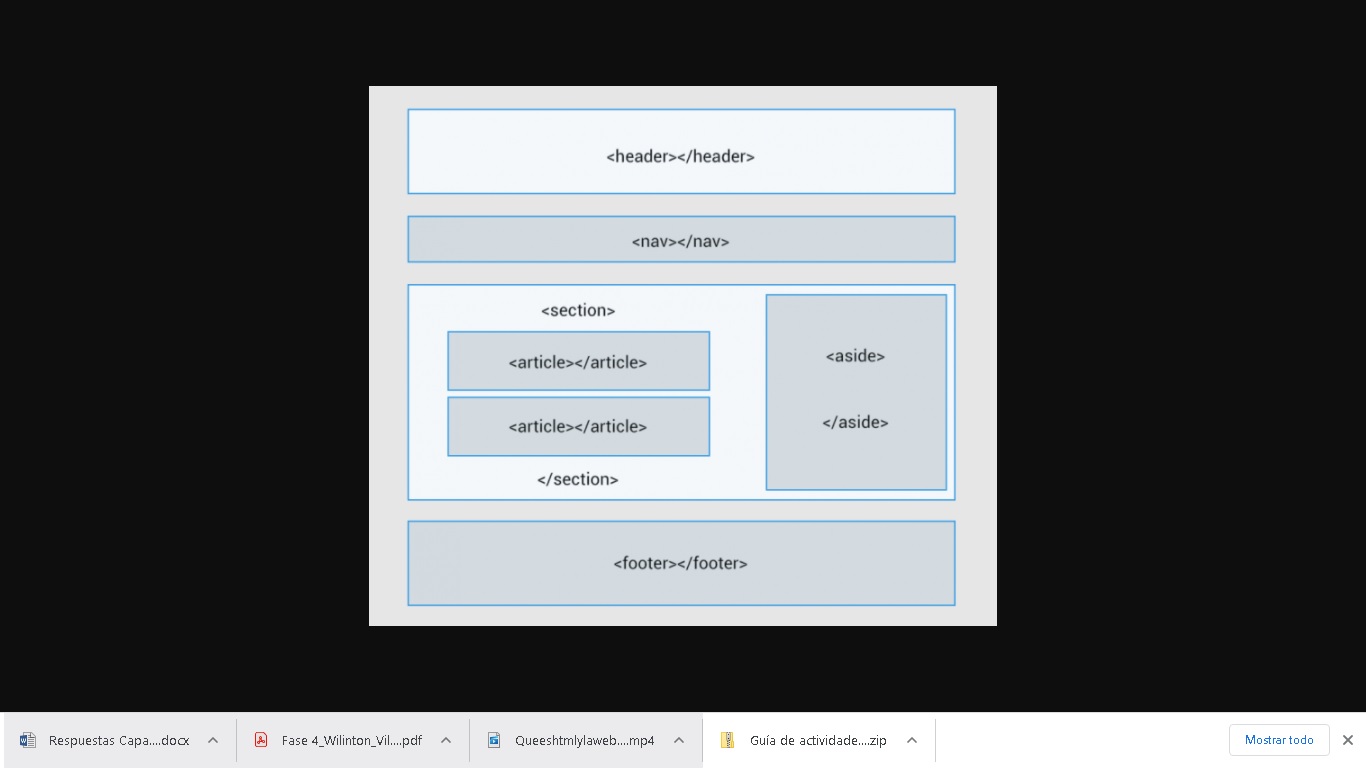 <header></header>
<nav></nav>
<section>
<article></article>
<article></article>
</section>
<aside>
</aside>
<footer></footer>
Respuestas Capa....docx
Fase 4_Wilinton_Vil....pdf
Queeshtmlylaweb....mp4
Guía de actividade....zip
Mostrar todo